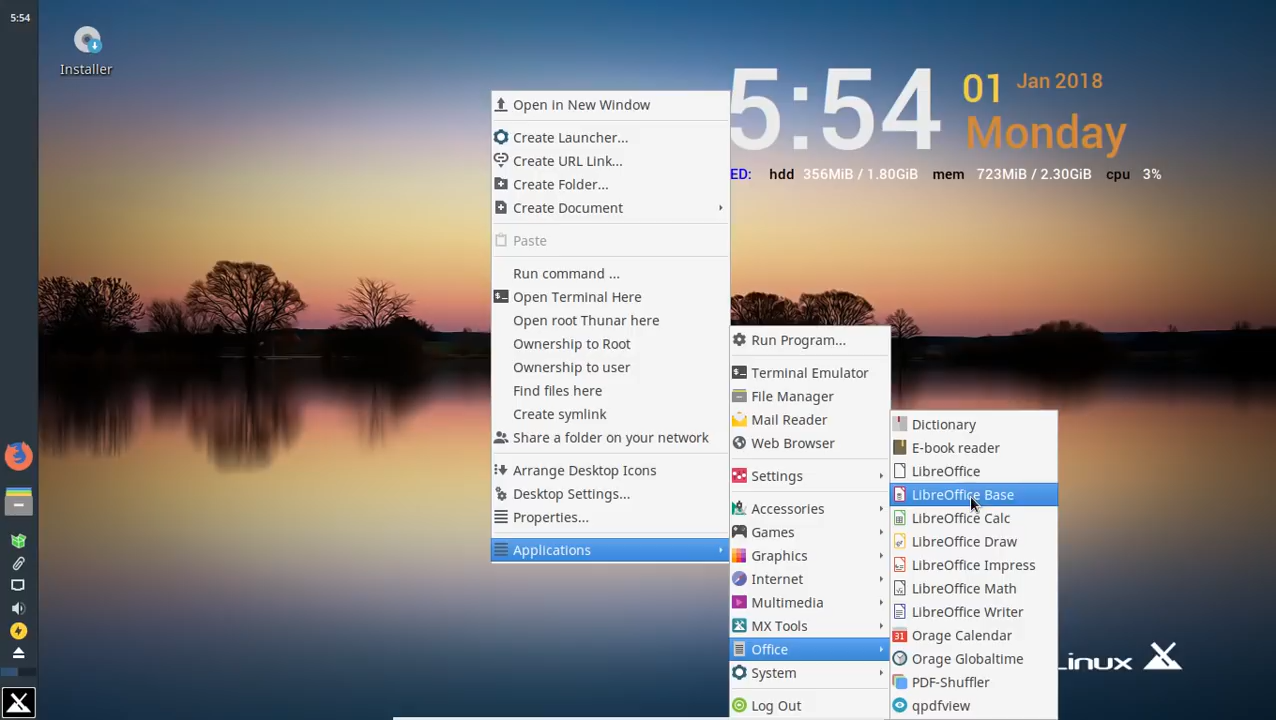 5:54
Installer
Open in New Window
Create Launcher...
Create URL Link...
Create Folder...
Create Document
Paste
Run command ...
Open Terminal Here
Open root Thunar here
Ownership to Root
Ownership to user
Find files here
Create symlink
Share a folder on your network
Arrange Desktop Icons
Desktop Settings...
Properties...
Applications
5:54
01
Jan 2018
Monday
ED: hdd 356MiB / 1.80GiB mem 723MiB / 2.30GiB cpu 3%
Run Program...
Terminal Emulator
File Manager
Mail Reader
Web Browser
Settings
Accessories
Games
Graphics
Internet
Multimedia
MX Tools
Office
System
Log Out
Dictionary
E-book reader
LibreOffice
LibreOffice Base
LibreOffice Calc
LibreOffice Draw
LibreOffice Impress
LibreOffice Math
LibreOffice Writer
31 Orage Calendar
Orage Globaltime
PDF-Shuffler
qpdfview
Linux